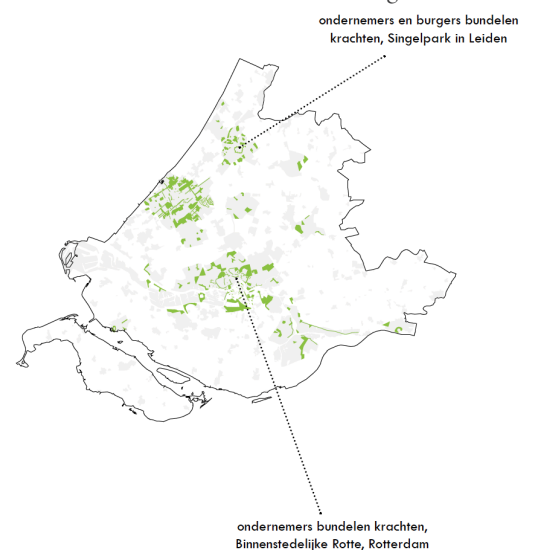 ondernemers en burgers bundelen
krachten, Singelpark in Leiden
ondernemers bundelen krachten,
Binnenstedelijke Rotte, Rotterdam